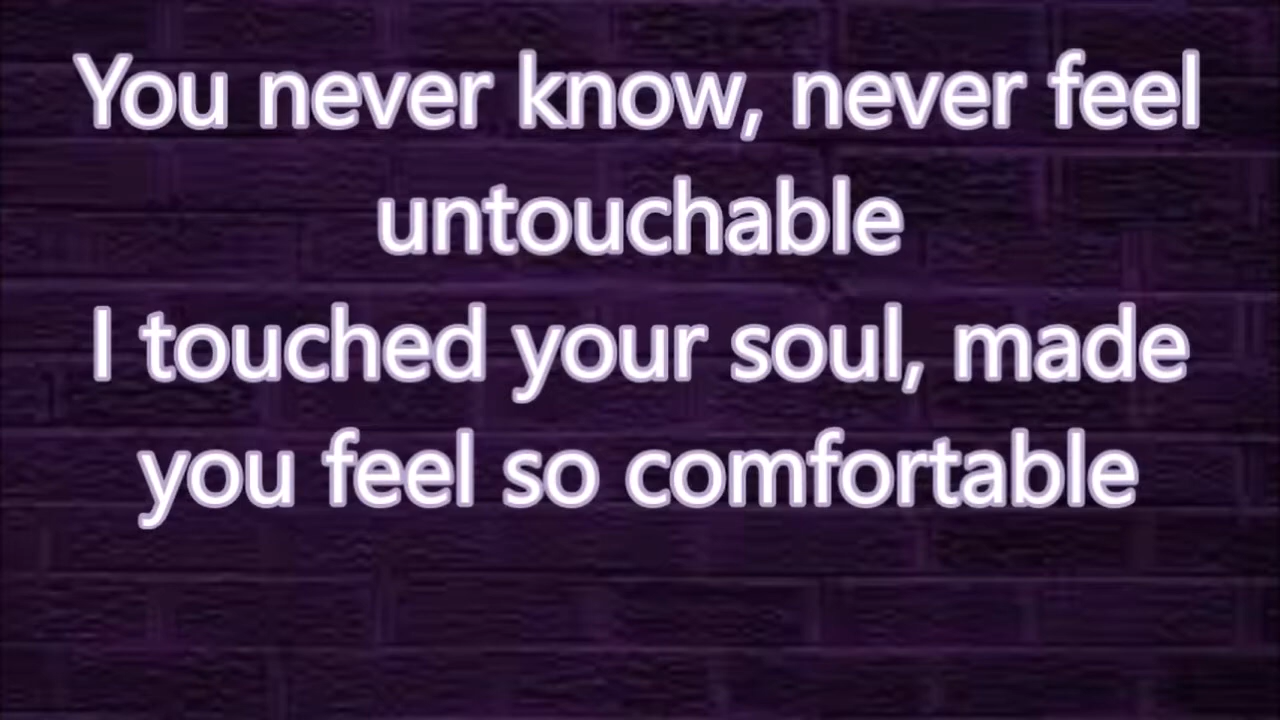 You never know, never feel
untouchable
I touched your soul, made
you feel so comfortable